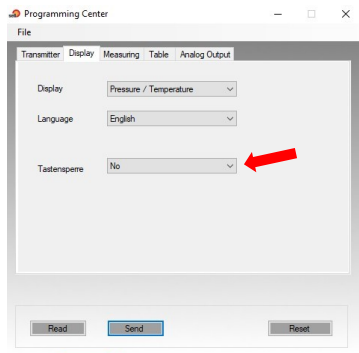 Programming Center
File
Transmitter Display Measuring Table Analog Output
Display Pressure / Temperature
Language English
Tastensperre No
Read Send Reset